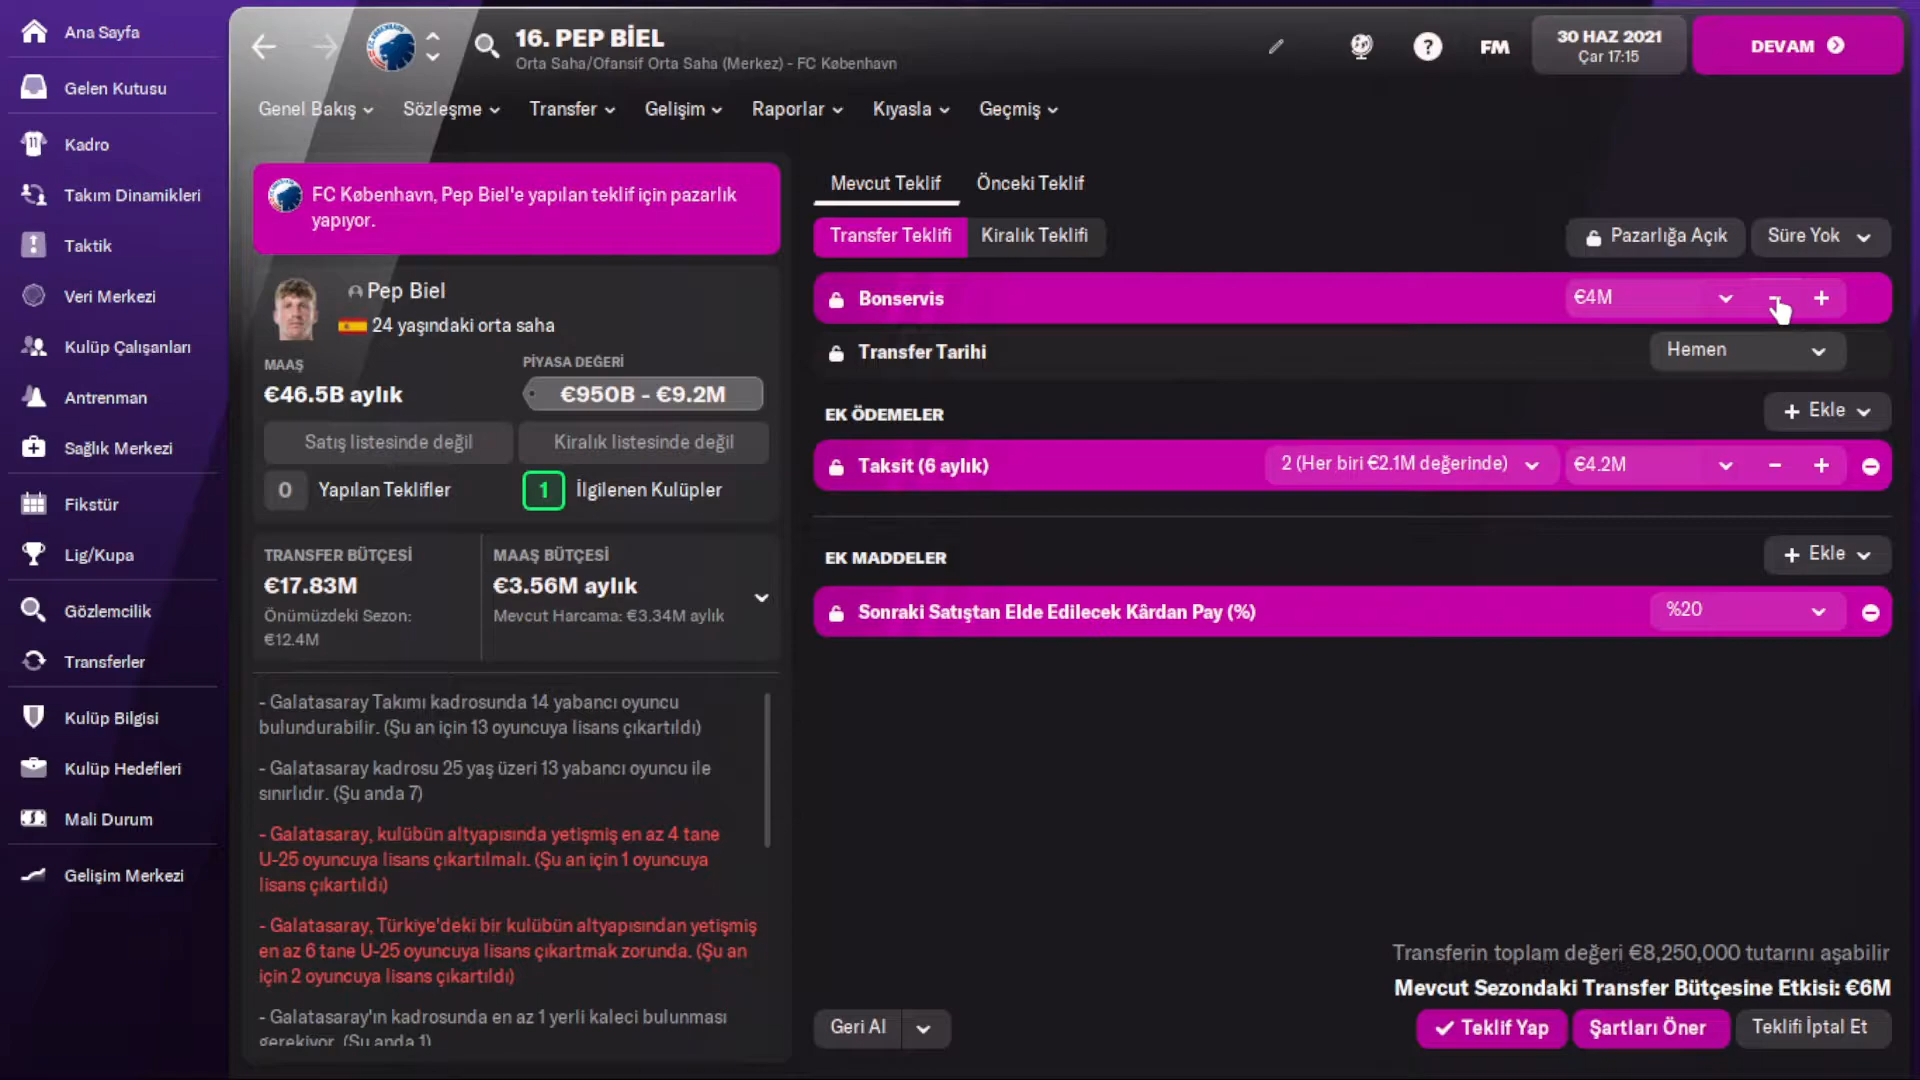 Ana Sayfa
Gelen Kutusu
Kadro
Takım Dinamikleri
Taktik
Veri Merkezi
Kulüp Çalışanları
Antrenman
Sağlık Merkezi
Fikstür
Lig/Kupa
Gözlemcilik
Transferler
Kulüp Bilgisi
Kulüp Hedefleri
Mali Durum
Gelişim Merkezi
16. PEP BİEL
Orta Saha/Ofansif Orta Saha (Merkez) - FC København
FM
30 HAZ 2021
Çar 17:15
DEVAM
Genel Bakış
Sözleşme
Transfer
Gelişim
Raporlar
Kıyasla
Geçmiş
FC København, Pep Biel'e yapılan teklif için pazarlık
yapıyor.
Pep Biel
24 yaşındaki orta saha
MAAŞ
€46.5B aylık
PİYASA DEĞERİ
€950B - €9.2M
Satış listesinde değil
Kiralık listesinde değil
0 Yapılan Teklifler
1 İlgilenen Kulüpler
TRANSFER BÜTÇESİ
€17.83M
Önümüzdeki Sezon:
€12.4M
MAAŞ BÜTÇESİ
€3.56M aylık
Mevcut Harcama: €3.34M aylık
- Galatasaray Takımı kadrosunda 14 yabancı oyuncu
bulundurabilir. (Şu an için 13 oyuncuya lisans çıkartıldı)
- Galatasaray kadrosu 25 yaş üzeri 13 yabancı oyuncu ile
sınırlıdır. (Şu anda 7)
- Galatasaray, kulübün altyapısında yetişmiş en az 4 tane
U-25 oyuncuya lisans çıkartılmalı. (Şu an için 1 oyuncuya
lisans çıkartıldı)
- Galatasaray, Türkiye'deki bir kulübün altyapısından yetişmiş
en az 6 tane U-25 oyuncuya lisans çıkartmak zorunda. (Şu an
için 2 oyuncuya lisans çıkartıldı)
- Galatasaray'ın kadrosunda en az 1 yerli kaleci bulunması
gerekiyor. (Şu anda 1)
Mevcut Teklif
Önceki Teklif
Transfer Teklifi
Kiralık Teklifi
Pazarlığa Açık
Süre Yok
Bonservis
€4M
- +
Transfer Tarihi
Hemen
EK ÖDEMELER
+ Ekle
Taksit (6 aylık)
2 (Her biri €2.1M değerinde)
€4.2M
- +
EK MADDELER
+ Ekle
Sonraki Satıştan Elde Edilecek Kârdan Pay (%)
%20
Transferin toplam değeri €8,250,000 tutarını aşabilir
Mevcut Sezondaki Transfer Bütçesine Etkisi: €6M
Geri Al
Teklif Yap
Şartları Öner
Teklifi İptal Et